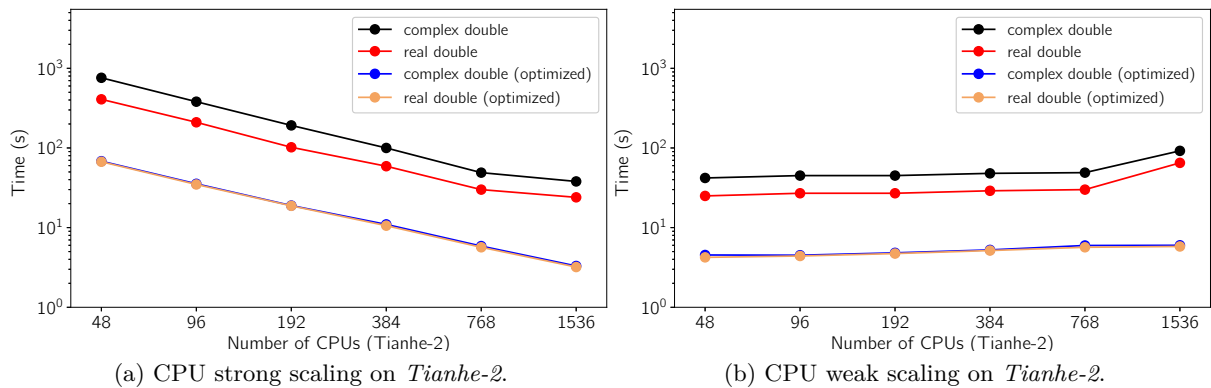 complex double
real double
complex double (optimized)
real double (optimized)
Time (s)
10^3
10^2
10^1
10^0
48 96 192 384 768 1536
Number of CPUs (Tianhe-2)
(a) CPU strong scaling on Tianhe-2.
complex double
real double
complex double (optimized)
real double (optimized)
Time (s)
10^3
10^2
10^1
10^0
48 96 192 384 768 1536
Number of CPUs (Tianhe-2)
(b) CPU weak scaling on Tianhe-2.